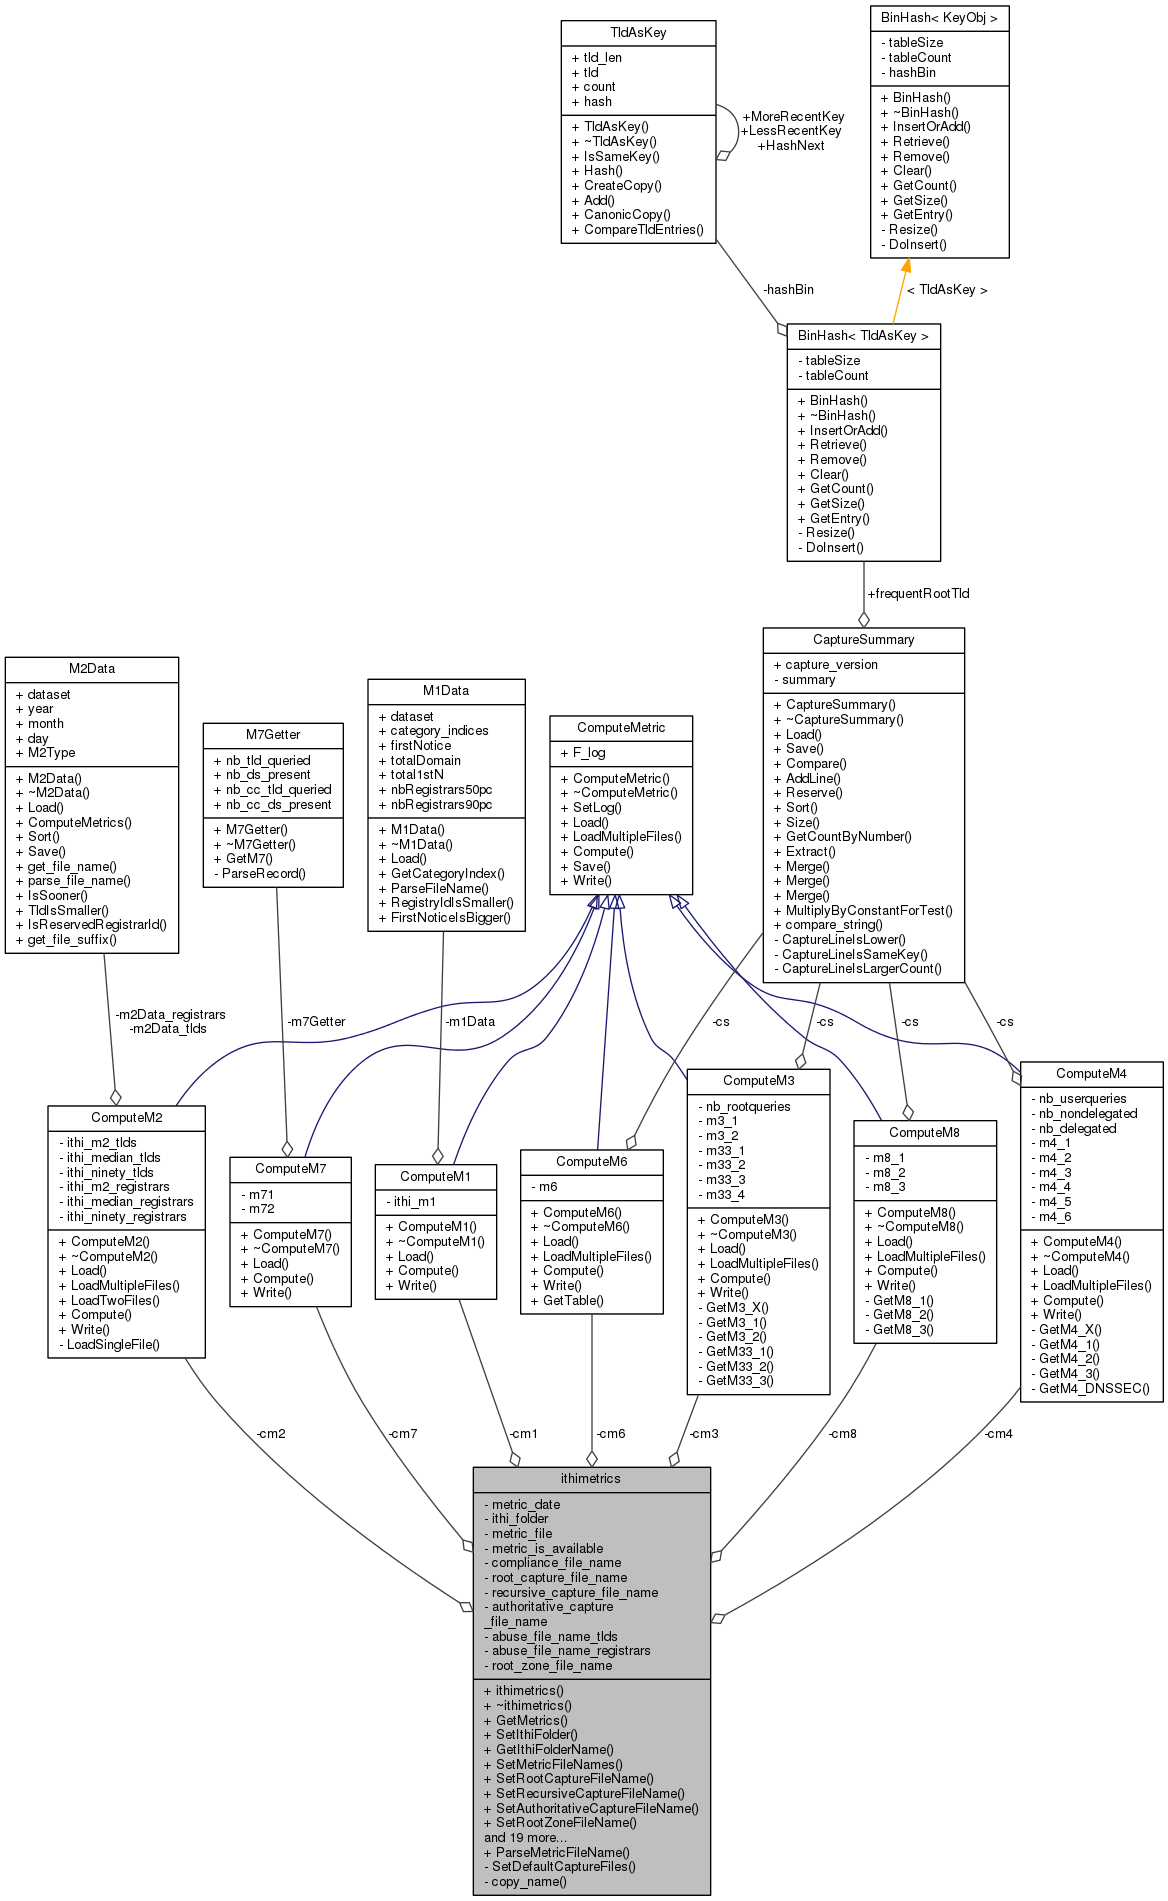 TldAsKey
+ tld_len
+ tld
+ count
+ hash
+ TldAsKey()
+ ~TldAsKey()
+ IsSameKey()
+ Hash()
+ CreateCopy()
+ Add()
+ CanonicCopy()
+ CompareTldEntries()
+MoreRecentKey
+LessRecentKey
+HashNext
BinHash< KeyObj >
- tableSize
- tableCount
- hashBin
+ BinHash()
+ ~BinHash()
+ InsertOrAdd()
+ Retrieve()
+ Remove()
+ Clear()
+ GetCount()
+ GetSize()
+ GetEntry()
- Resize()
- DoInsert()
-hashBin
< TldAsKey >
BinHash< TldAsKey >
- tableSize
- tableCount
+ BinHash()
+ ~BinHash()
+ InsertOrAdd()
+ Retrieve()
+ Remove()
+ Clear()
+ GetCount()
+ GetSize()
+ GetEntry()
- Resize()
- DoInsert()
+frequentRootTld
M2Data
+ dataset
+ year
+ month
+ day
+ M2Type
+ M2Data()
+ ~M2Data()
+ Load()
+ ComputeMetrics()
+ Sort()
+ Save()
+ get_file_name()
+ parse_file_name()
+ IsSooner()
+ TldIsSmaller()
+ IsReservedRegistrarId()
+ get_file_suffix()
M7Getter
+ nb_tld_queried
+ nb_ds_present
+ nb_cc_tld_queried
+ nb_cc_ds_present
+ M7Getter()
+ ~M7Getter()
+ GetM7()
- ParseRecord()
M1Data
+ dataset
+ category_indices
+ firstNotice
+ totalDomain
+ total1stN
+ nbRegistrars50pc
+ nbRegistrars90pc
+ M1Data()
+ ~M1Data()
+ Load()
+ GetCategoryIndex()
+ ParseFileName()
+ RegistryIdIsSmaller()
+ FirstNoticeIsBigger()
ComputeMetric
+ F_log
+ ComputeMetric()
+ ~ComputeMetric()
+ SetLog()
+ Load()
+ LoadMultipleFiles()
+ Compute()
+ Save()
+ Write()
CaptureSummary
+ capture_version
- summary
+ CaptureSummary()
+ ~CaptureSummary()
+ Load()
+ Save()
+ Compare()
+ AddLine()
+ Reserve()
+ Sort()
+ Size()
+ GetCountByNumber()
+ Extract()
+ Merge()
+ Merge()
+ Merge()
+ MultiplyByConstantForTest()
+ compare_string()
- CaptureLineIsLower()
- CaptureLineIsSameKey()
- CaptureLineIsLargerCount()
-m2Data_registrars
-m2Data_tlds
-m7Getter
-m1Data
-cs
-cs
-cs
-cs
ComputeM2
- ithi_m2_tlds
- ithi_median_tlds
- ithi_ninety_tlds
- ithi_m2_registrars
- ithi_median_registrars
- ithi_ninety_registrars
+ ComputeM2()
+ ~ComputeM2()
+ Load()
+ LoadMultipleFiles()
+ LoadTwoFiles()
+ Compute()
+ Write()
- LoadSingleFile()
ComputeM7
- m71
- m72
+ ComputeM7()
+ ~ComputeM7()
+ Load()
+ Compute()
+ Write()
ComputeM1
- ithi_m1
+ ComputeM1()
+ ~ComputeM1()
+ Load()
+ Compute()
+ Write()
ComputeM6
- m6
+ ComputeM6()
+ ~ComputeM6()
+ Load()
+ LoadMultipleFiles()
+ Compute()
+ Write()
+ GetTable()
ComputeM3
- nb_rootqueries
- m3_1
- m3_2
- m33_1
- m33_2
- m33_3
- m33_4
+ ComputeM3()
+ ~ComputeM3()
+ Load()
+ LoadMultipleFiles()
+ Compute()
+ Write()
- GetM3_X()
- GetM3_1()
- GetM3_2()
- GetM33_1()
- GetM33_2()
- GetM33_3()
ComputeM8
- m8_1
- m8_2
- m8_3
+ ComputeM8()
+ ~ComputeM8()
+ Load()
+ LoadMultipleFiles()
+ Compute()
+ Write()
- GetM8_1()
- GetM8_2()
- GetM8_3()
ComputeM4
- nb_userqueries
- nb_nondelegated
- nb_delegated
- m4_1
- m4_2
- m4_3
- m4_4
- m4_5
- m4_6
+ ComputeM4()
+ ~ComputeM4()
+ Load()
+ LoadMultipleFiles()
+ Compute()
+ Write()
- GetM4_X()
- GetM4_1()
- GetM4_2()
- GetM4_3()
- GetM4_DNSSEC()
-cm2
-cm7
-cm1
-cm6
-cm3
-cm8
-cm4
ithimetrics
- metric_date
- ithi_folder
- metric_file
- metric_is_available
- compliance_file_name
- root_capture_file_name
- recursive_capture_file_name
- authoritative_capture
_file_name
- abuse_file_name_tlds
- abuse_file_name_registrars
- root_zone_file_name
+ ithimetrics()
+ ~ithimetrics()
+ GetMetrics()
+ SetIthiFolder()
+ GetIthiFolderName()
+ SetMetricFileNames()
+ SetRootCaptureFileName()
+ SetRecursiveCaptureFileName()
+ SetAuthoritativeCaptureFileName()
+ SetRootZoneFileName()
and 19 more...
+ ParseMetricFileName()
- SetDefaultCaptureFiles()
- copy_name()